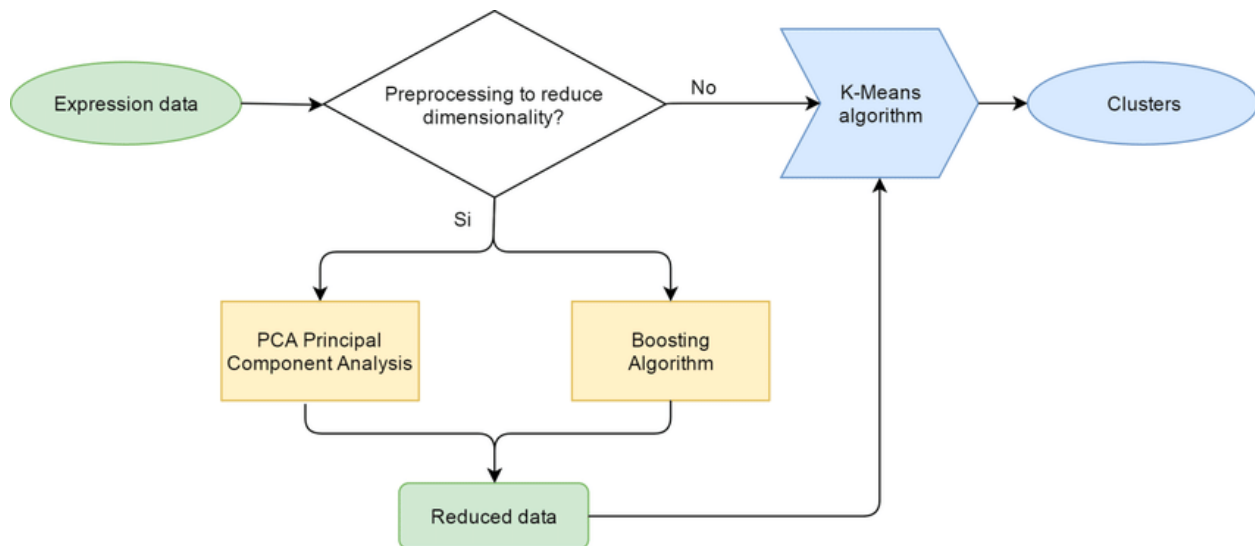 Expression data
Preprocessing to reduce
dimensionality?
No
K-Means
algorithm
Clusters
Si
PCA Principal
Component Analysis
Boosting
Algorithm
Reduced data